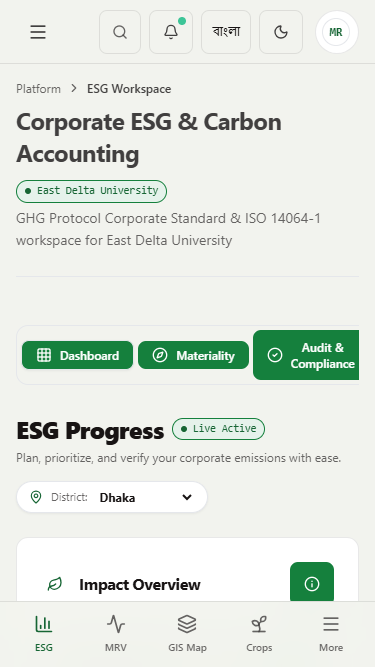 বাংলা
MR
Platform > ESG Workspace
Corporate ESG & Carbon
Accounting
East Delta University
GHG Protocol Corporate Standard & ISO 14064-1
workspace for East Delta University
Dashboard
Materiality
Audit &
Compliance
ESG Progress
Live Active
Plan, prioritize, and verify your corporate emissions with ease.
District: Dhaka
Impact Overview
ESG
MRV
GIS Map
Crops
More